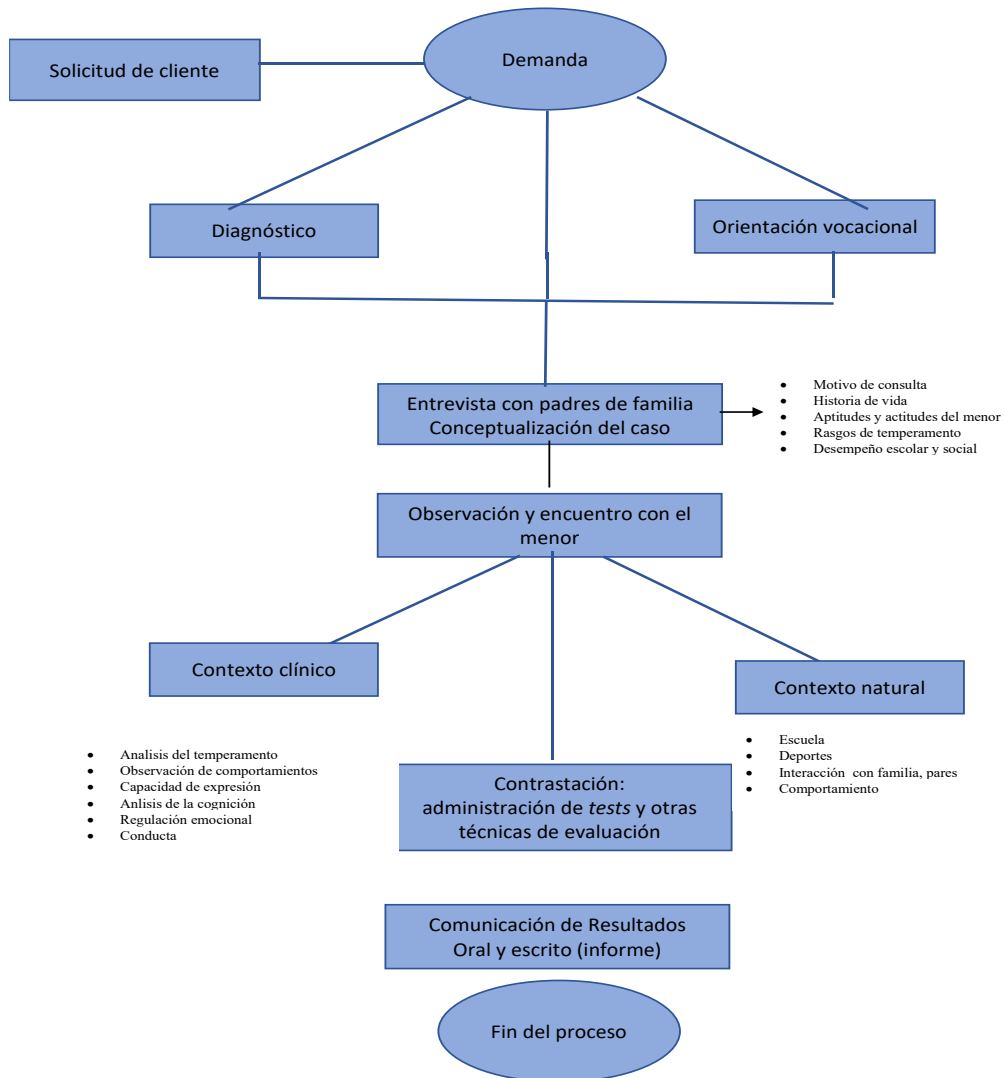 Demanda
Solicitud de cliente
Diagnóstico
Orientación vocacional
Entrevista con padres de familia
Conceptualización del caso
• Motivo de consulta
• Historia de vida
• Aptitudes y actitudes del menor
• Rasgos de temperamento
• Desempeño escolar y social
Observación y encuentro con el
menor
Contexto clínico
Contexto natural
• Analisis del temperamento
• Observación de comportamientos
• Capacidad de expresión
• Anlisis de la cognición
• Regulación emocional
• Conducta
Contrastación:
administración de tests y otras
técnicas de evaluación
• Escuela
• Deportes
• Interacción con familia, pares
• Comportamiento
Comunicación de Resultados
Oral y escrito (informe)
Fin del proceso